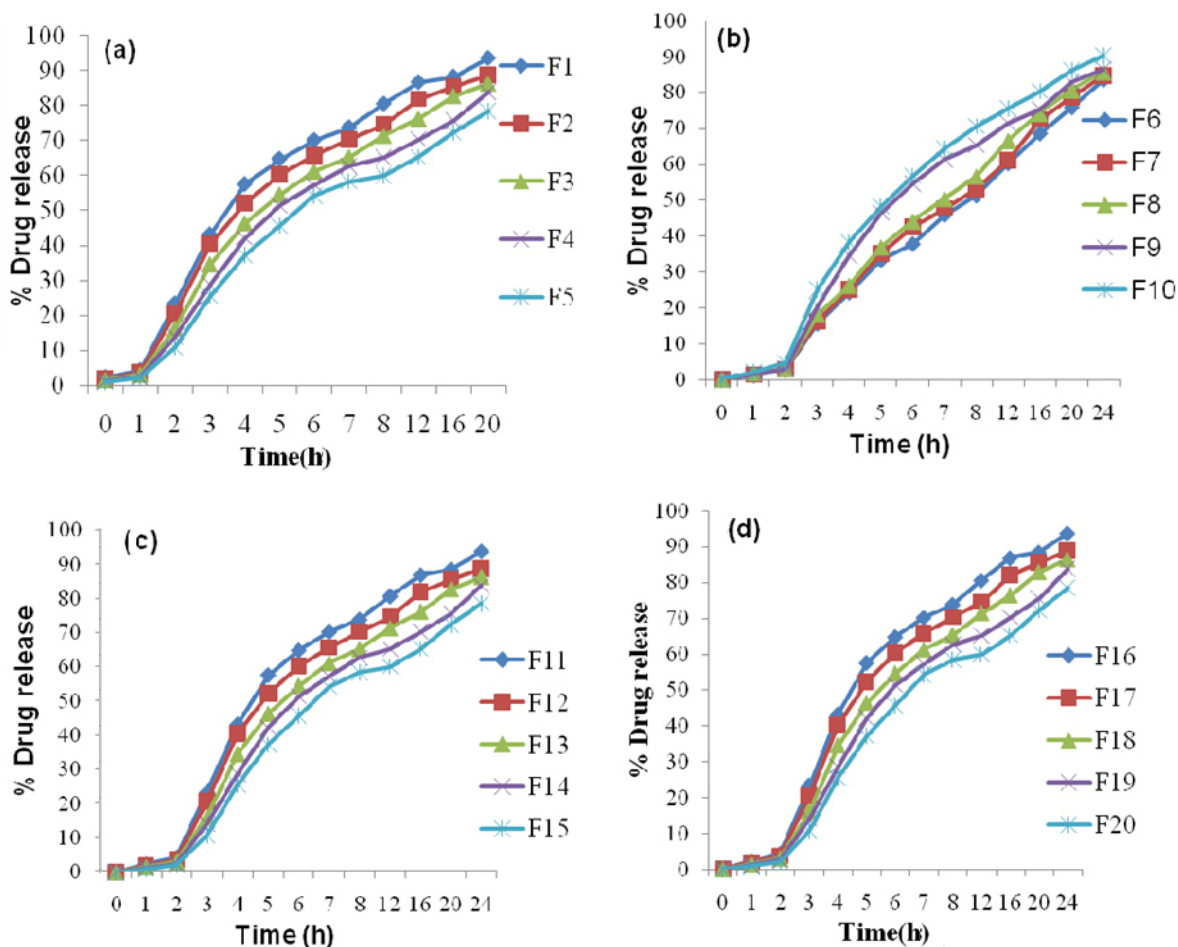 (a)
100
90
80
70
60
50
40
30
20
10
0
% Drug release
0 1 2 3 4 5 6 7 8 12 16 20
Time(h)
F1
F2
F3
F4
F5
(b)
100
90
80
70
60
50
40
30
20
10
0
% Drug release
0 1 2 3 4 5 6 7 8 12 16 20 24
Time (h)
F6
F7
F8
F9
F10
(c)
100
90
80
70
60
50
40
30
20
10
0
% Drug release
0 1 2 3 4 5 6 7 8 12 16 20 24
Time (h)
F11
F12
F13
F14
F15
(d)
100
90
80
70
60
50
40
30
20
10
0
% Drug release
0 1 2 3 4 5 6 7 8 12 16 20 24
Time(h)
F16
F17
F18
F19
F20